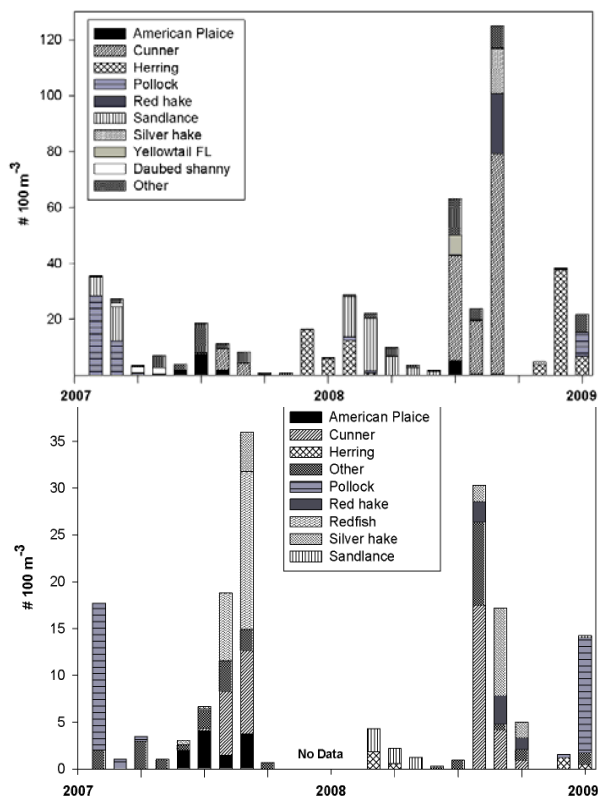 120
100
80
60
40
20
# 100 m-3
American Plaice
Cunner
Herring
Pollock
Red hake
Sandlance
Silver hake
Yellowtail FL
Daubed shanny
Other
2007
2008
2009
35
30
25
20
15
10
5
0
# 100 m-3
American Plaice
Cunner
Herring
Other
Pollock
Red hake
Redfish
Silver hake
Sandlance
No Data
2007
2008
2009